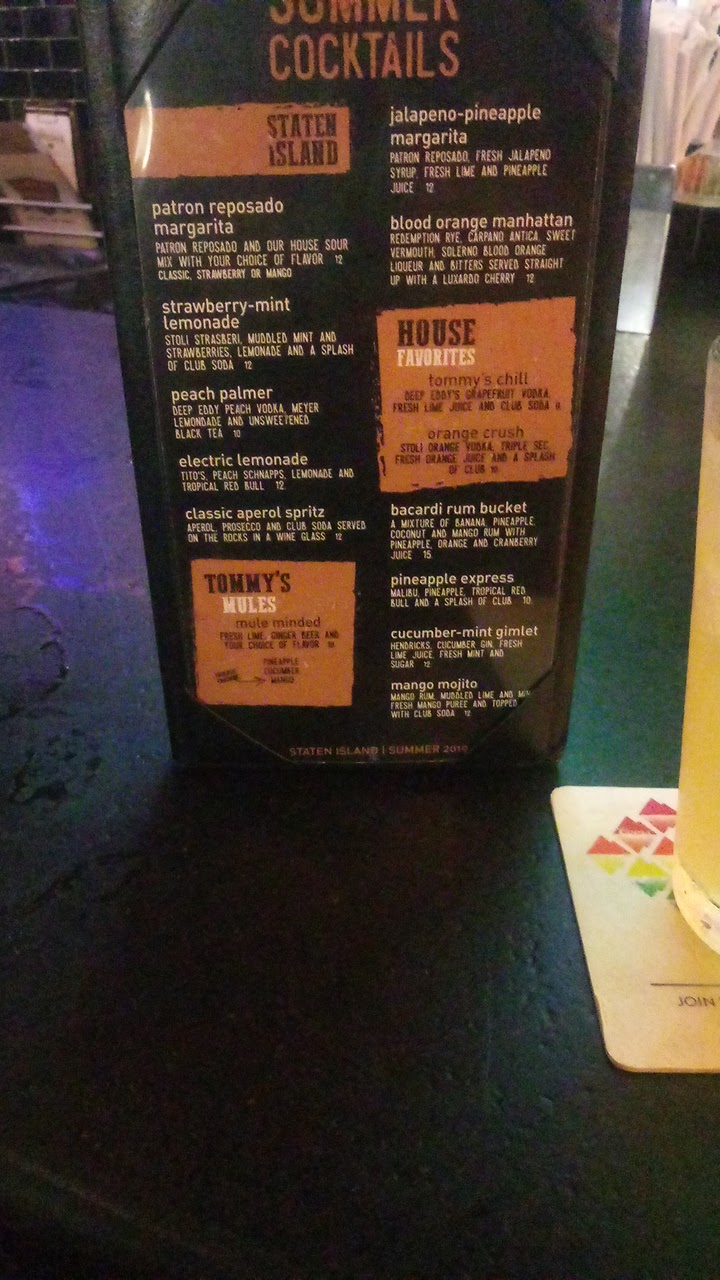 SUMMER
COCKTAILS
STATEN
ISLAND
patron reposado
margarita
PATRON REPOSADO AND OUR HOUSE SOUR
MIX WITH YOUR CHOICE OF FLAVOR 12
CLASSIC, STRAWBERRY OR MANGO
strawberry-mint
lemonade
STOLI STRASBERI, MUDDLED MINT AND
STRAWBERRIES, LEMONADE AND A SPLASH
OF CLUB SODA 12
peach palmer
DEEP EDDY PEACH VODKA, MEYER
LEMONDADE AND UNSWEETENED
BLACK TEA 10
electric lemonade
TITO'S, PEACH SCHNAPPS, LEMONADE AND
TROPICAL RED BULL 12
classic aperol spritz
APEROL, PROSECCO AND CLUB SODA SERVED
ON THE ROCKS IN A WINE GLASS 12
TOMMY'S
MULES
mule minded
FRESH LIME, GINGER BEER AND
YOUR CHOICE OF FLAVOR 10
PINEAPPLE
CUCUMBER
MANGO
jalapeno-pineapple
margarita
PATRON REPOSADO, FRESH JALAPENO
SYRUP, FRESH LIME AND PINEAPPLE
JUICE 12
blood orange manhattan
REDEMPTION RYE, CARPANO ANTICA, SWEET
VERMOUTH, SOLERNO BLOOD ORANGE
LIQUEUR AND BITTERS SERVED STRAIGHT
UP WITH A LUXARDO CHERRY 12
HOUSE
FAVORITES
tommy's chill
DEEP EDDY'S GRAPEFRUIT VODKA,
FRESH LIME JUICE AND CLUB SODA 9
orange crush
STOLI ORANGE VODKA, TRIPLE SEC,
FRESH ORANGE JUICE AND A SPLASH
OF CLUB 10
bacardi rum bucket
A MIXTURE OF BANANA, PINEAPPLE,
COCONUT AND MANGO RUM WITH
PINEAPPLE, ORANGE AND CRANBERRY
JUICE 15
pineapple express
MALIBU, PINEAPPLE, TROPICAL RED
BULL AND A SPLASH OF CLUB 10
cucumber-mint gimlet
HENDRICKS, CUCUMBER GIN, FRESH
LIME JUICE, FRESH MINT AND
SUGAR 12
mango mojito
MANGO RUM, MUDDLED LIME AND
FRESH MANGO PUREE AND TOPPED
WITH CLUB SODA 12
STATEN ISLAND | SUMMER 2019
JOIN